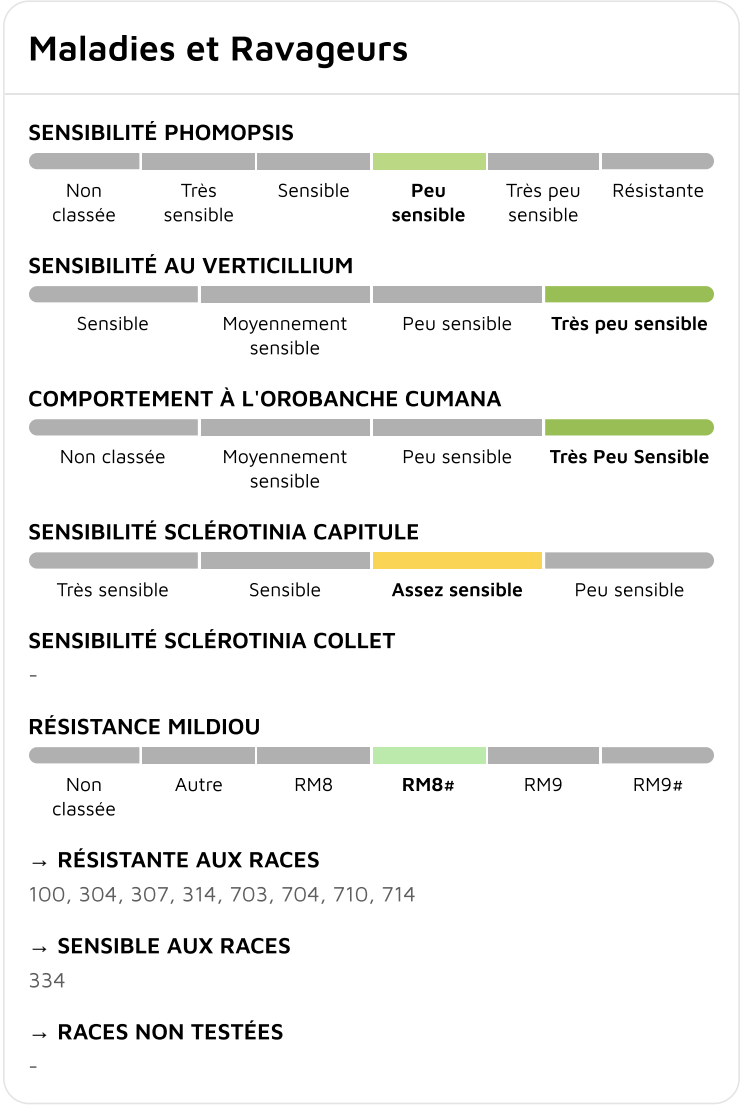 Maladies et Ravageurs
SENSIBILITÉ PHOMOPSIS
Non classée
Très sensible
Sensible
Peu sensible
Très peu sensible
Résistante
SENSIBILITÉ AU VERTICILLIUM
Sensible
Moyennement sensible
Peu sensible
Très peu sensible
COMPORTEMENT À L'OROBANCHE CUMANA
Non classée
Moyennement sensible
Peu sensible
Très Peu Sensible
SENSIBILITÉ SCLÉROTINIA CAPITULE
Très sensible
Sensible
Assez sensible
Peu sensible
SENSIBILITÉ SCLÉROTINIA COLLET
-
RÉSISTANCE MILDIOU
Non classée
Autre
RM8
RM8#
RM9
RM9#
→ RÉSISTANTE AUX RACES
100, 304, 307, 314, 703, 704, 710, 714
→ SENSIBLE AUX RACES
334
→ RACES NON TESTÉES
-